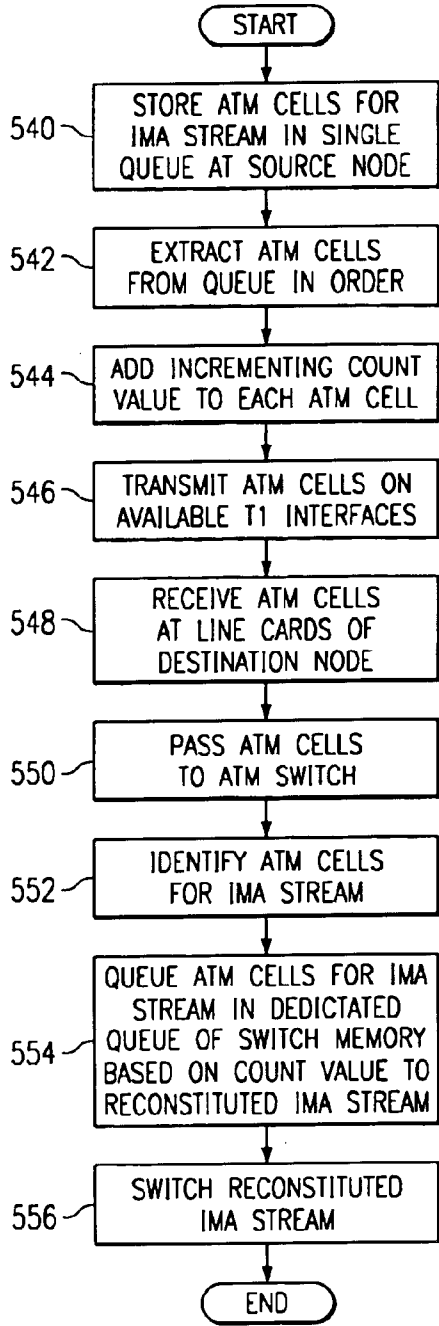 START
540
STORE ATM CELLS FOR
IMA STREAM IN SINGLE
QUEUE AT SOURCE NODE
542
EXTRACT ATM CELLS
FROM QUEUE IN ORDER
544
ADD INCREMENTING COUNT
VALUE TO EACH ATM CELL
546
TRANSMIT ATM CELLS ON
AVAILABLE T1 INTERFACES
548
RECEIVE ATM CELLS
AT LINE CARDS OF
DESTINATION NODE
550
PASS ATM CELLS
TO ATM SWITCH
552
IDENTIFY ATM CELLS
FOR IMA STREAM
554
QUEUE ATM CELLS FOR IMA
STREAM IN DEDICTATED
QUEUE OF SWITCH MEMORY
BASED ON COUNT VALUE TO
RECONSTITUTED IMA STREAM
556
SWITCH RECONSTITUTED
IMA STREAM
END